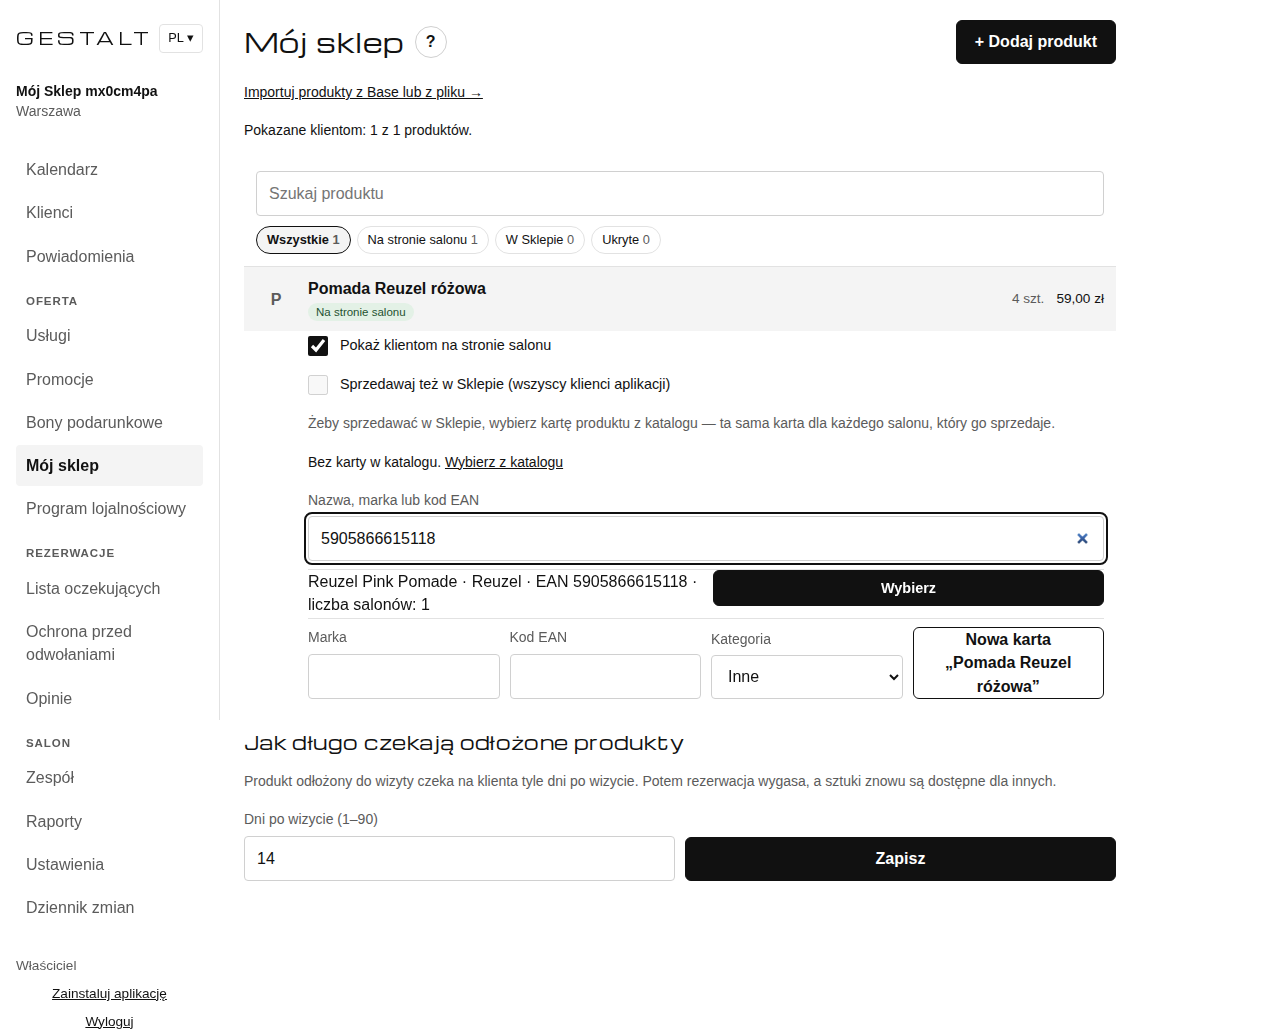 GESTALT
PL ▾
Mój Sklep mx0cm4pa
Warszawa
Kalendarz
Klienci
Powiadomienia
OFERTA
Usługi
Promocje
Bony podarunkowe
Mój sklep
Program lojalnościowy
REZERWACJE
Lista oczekujących
Ochrona przed
odwołaniami
Opinie
SALON
Zespół
Raporty
Ustawienia
Dziennik zmian
Właściciel
Zainstaluj aplikację
Wyloguj
Mój sklep
?
+ Dodaj produkt
Importuj produkty z Base lub z pliku →
Pokazane klientom: 1 z 1 produktów.
Szukaj produktu
Wszystkie 1
Na stronie salonu 1
W Sklepie 0
Ukryte 0
P
Pomada Reuzel różowa
Na stronie salonu
4 szt.
59,00 zł
Pokaż klientom na stronie salonu
Sprzedawaj też w Sklepie (wszyscy klienci aplikacji)
Żeby sprzedawać w Sklepie, wybierz kartę produktu z katalogu — ta sama karta dla każdego salonu, który go sprzedaje.
Bez karty w katalogu. Wybierz z katalogu
Nazwa, marka lub kod EAN
5905866615118
Reuzel Pink Pomade · Reuzel · EAN 5905866615118 ·
liczba salonów: 1
Wybierz
Marka
Kod EAN
Kategoria
Inne
Nowa karta
„Pomada Reuzel
różowa”
Jak długo czekają odłożone produkty
Produkt odłożony do wizyty czeka na klienta tyle dni po wizycie. Potem rezerwacja wygasa, a sztuki znowu są dostępne dla innych.
Dni po wizycie (1–90)
14
Zapisz